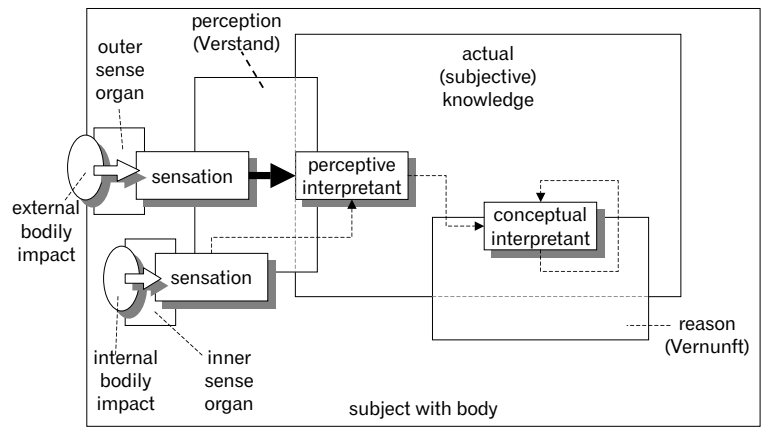 perception
(Verstand)
outer
sense
organ
actual
(subjective)
knowledge
sensation
perceptive
interpretant
external
bodily
impact
conceptual
interpretant
sensation
reason
(Vernunft)
internal
bodily
impact
inner
sense
organ
subject with body